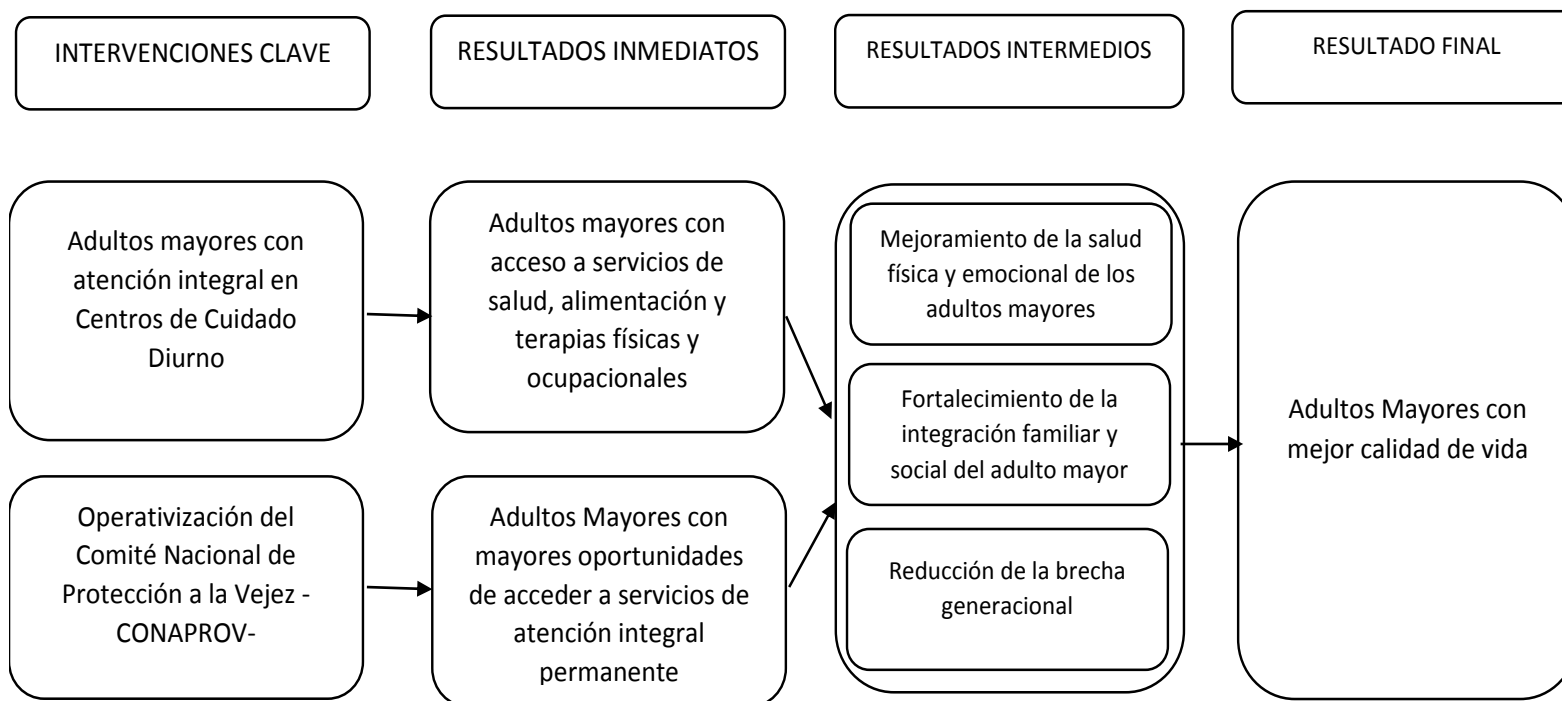 INTERVENCIONES CLAVE
RESULTADOS INMEDIATOS
RESULTADOS INTERMEDIOS
RESULTADO FINAL
Adultos mayores con
atención integral en
Centros de Cuidado
Diurno
Adultos mayores con
acceso a servicios de
salud, alimentación y
terapias físicas y
ocupacionales
Mejoramiento de la salud
física y emocional de los
adultos mayores
Fortalecimiento de la
integración familiar y
social del adulto mayor
Reducción de la brecha
generacional
Adultos Mayores con
mejor calidad de vida
Operativización del
Comité Nacional de
Protección a la Vejez -
CONAPROV-
Adultos Mayores con
mayores oportunidades
de acceder a servicios de
atención integral
permanente